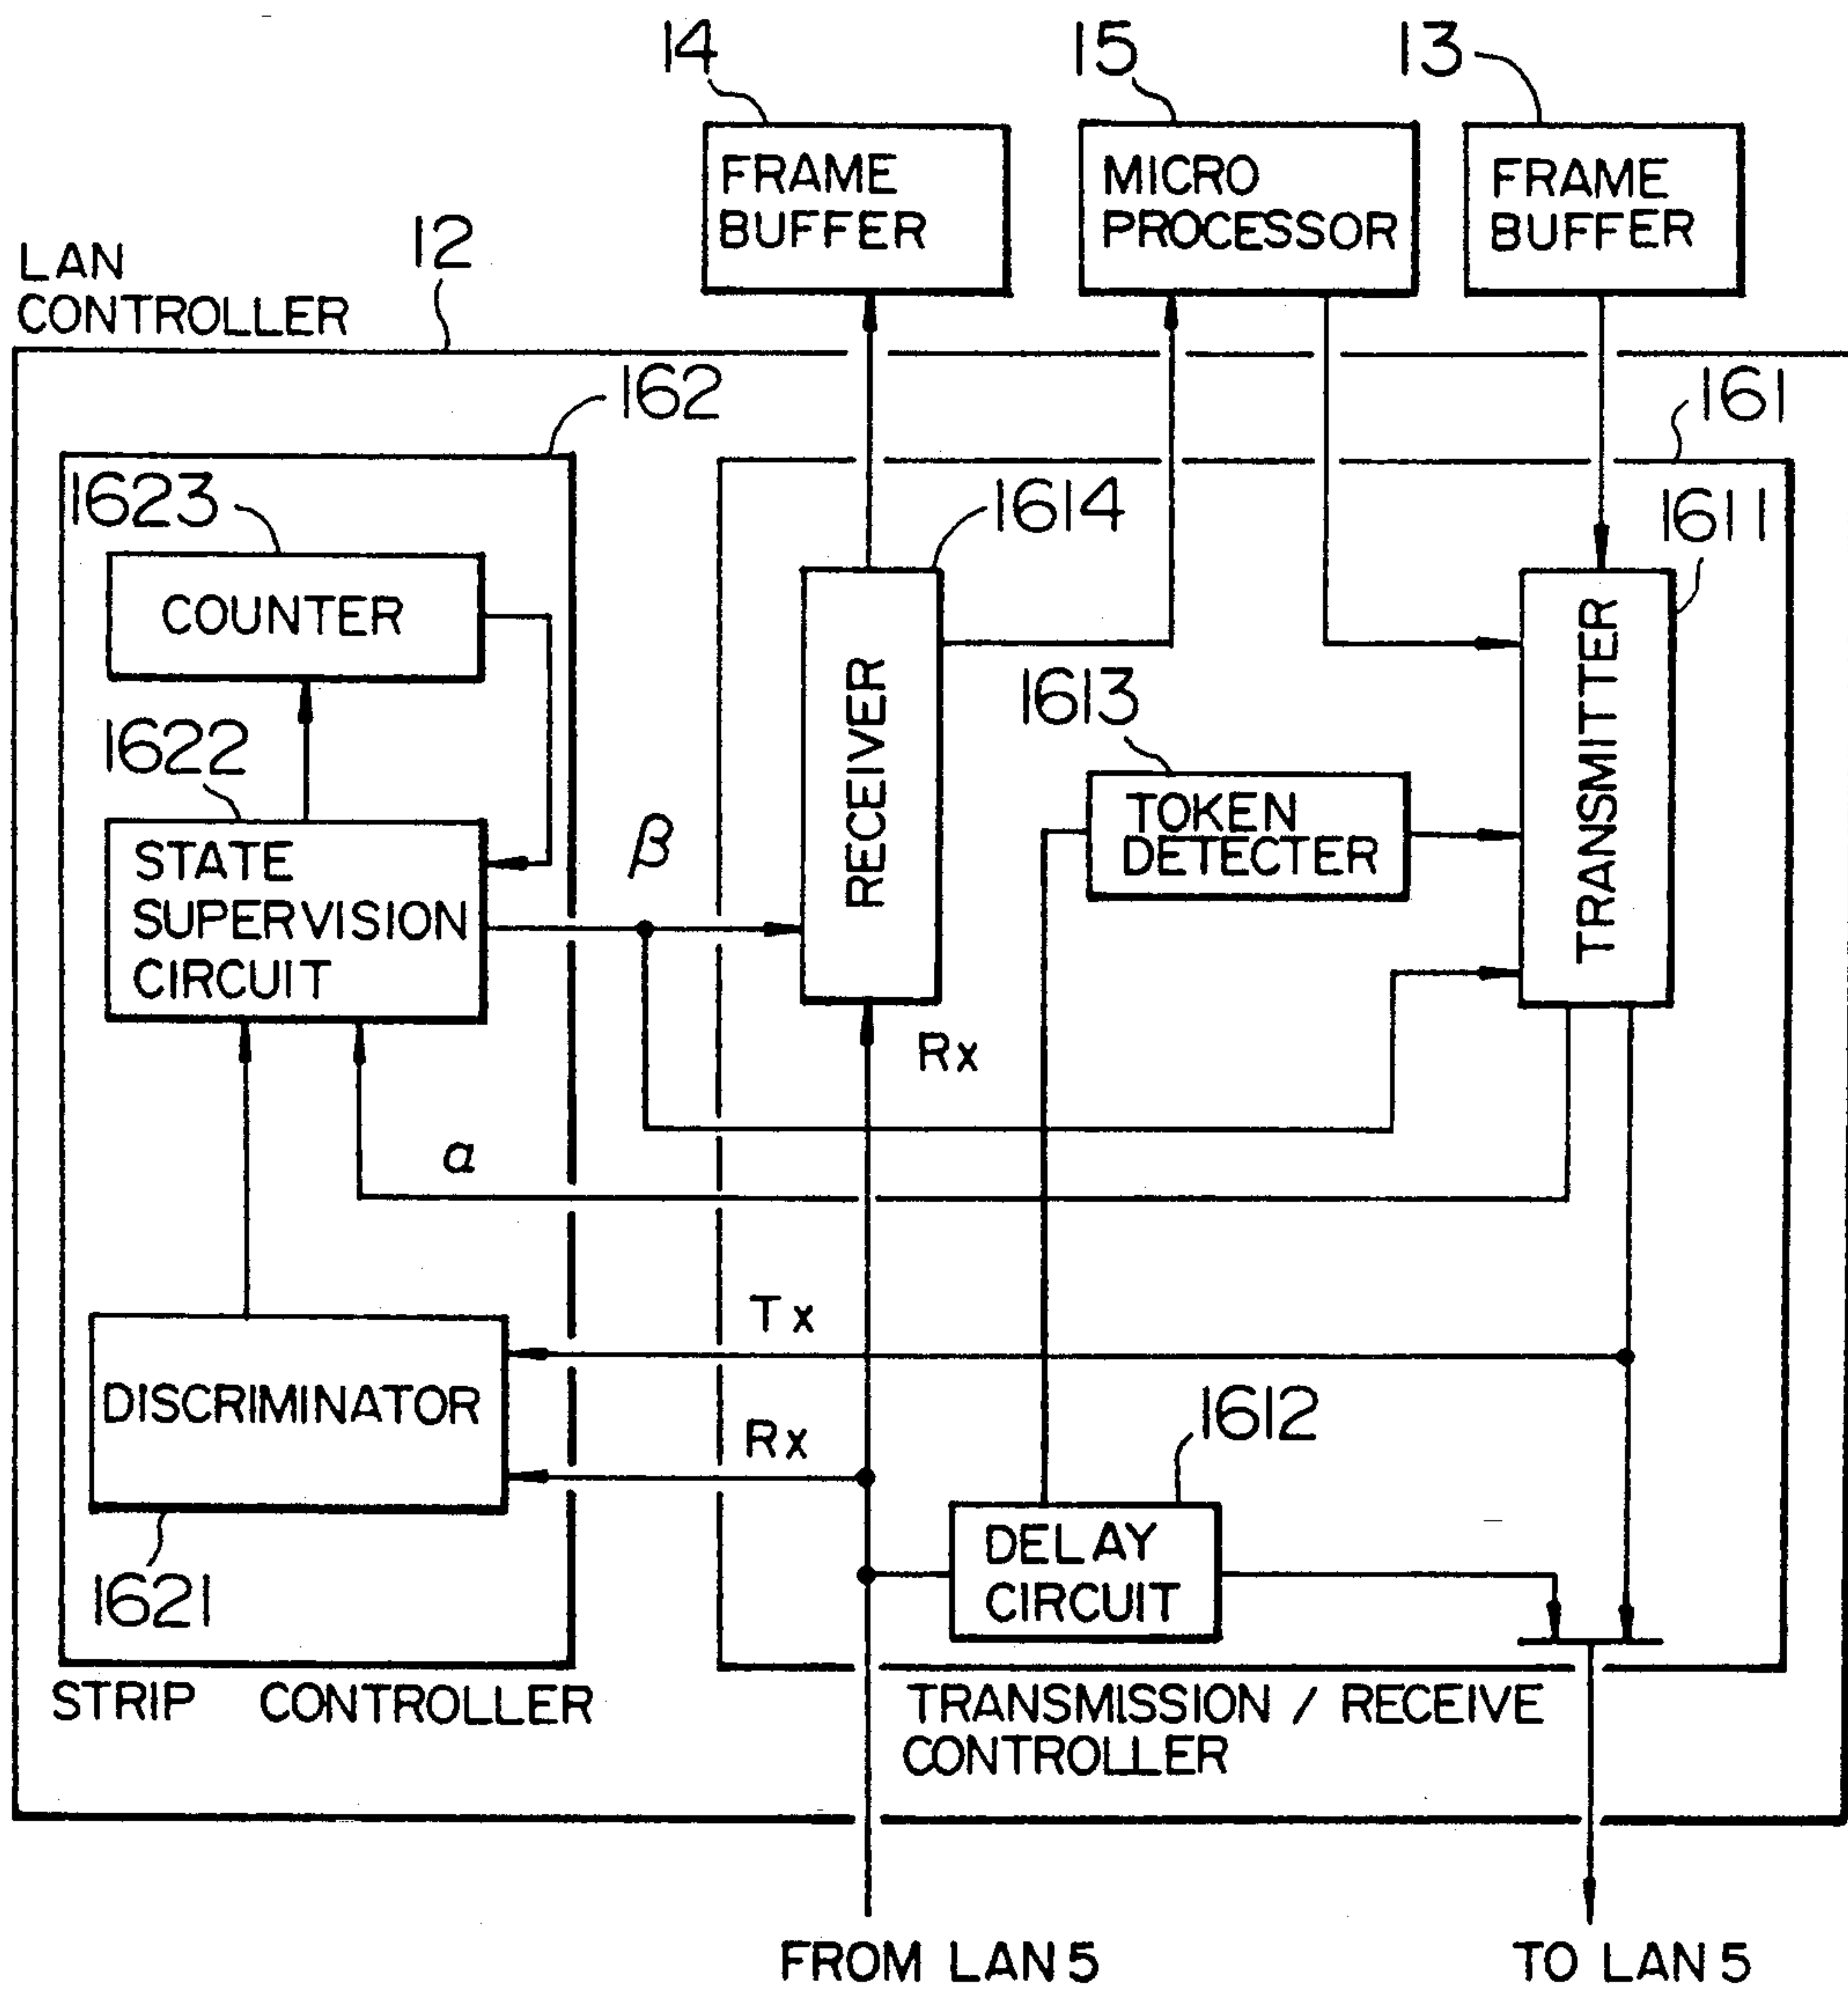 14
15
13
FRAME
BUFFER
MICRO
PROCESSOR
FRAME
BUFFER
LAN
CONTROLLER
12
162
161
1623
1614
1611
COUNTER
RECEIVER
TRANSMITTER
1613
1622
TOKEN
DETECTER
STATE
SUPERVISION
CIRCUIT
β
Rx
α
Tx
DISCRIMINATOR
1612
Rx
DELAY
CIRCUIT
1621
STRIP CONTROLLER
TRANSMISSION / RECEIVE
CONTROLLER
FROM LAN 5
TO LAN 5